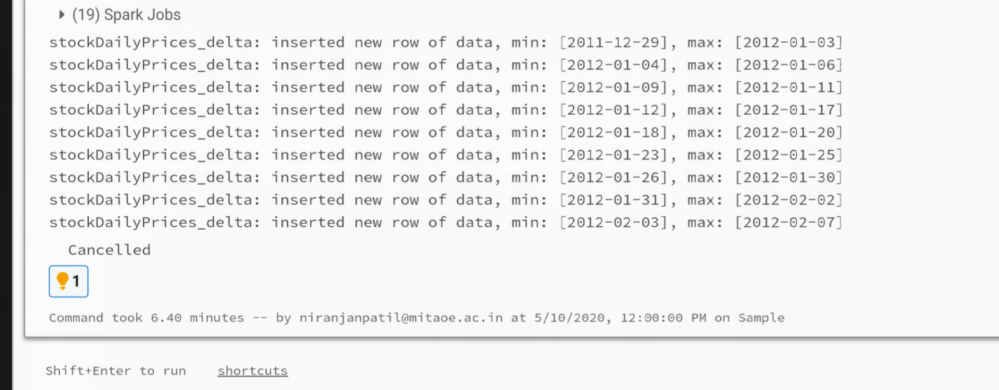 (19) Spark Jobs
stockDailyPrices_delta: inserted new row of data, min: [2011-12-29], max: [2012-01-03]
stockDailyPrices_delta: inserted new row of data, min: [2012-01-04], max: [2012-01-06]
stockDailyPrices_delta: inserted new row of data, min: [2012-01-09], max: [2012-01-11]
stockDailyPrices_delta: inserted new row of data, min: [2012-01-12], max: [2012-01-17]
stockDailyPrices_delta: inserted new row of data, min: [2012-01-18], max: [2012-01-20]
stockDailyPrices_delta: inserted new row of data, min: [2012-01-23], max: [2012-01-25]
stockDailyPrices_delta: inserted new row of data, min: [2012-01-26], max: [2012-01-30]
stockDailyPrices_delta: inserted new row of data, min: [2012-01-31], max: [2012-02-02]
stockDailyPrices_delta: inserted new row of data, min: [2012-02-03], max: [2012-02-07]
Cancelled
1
Command took 6.40 minutes -- by niranjanpatil@mitaoe.ac.in at 5/10/2020, 12:00:00 PM on Sample
Shift+Enter to run shortcuts